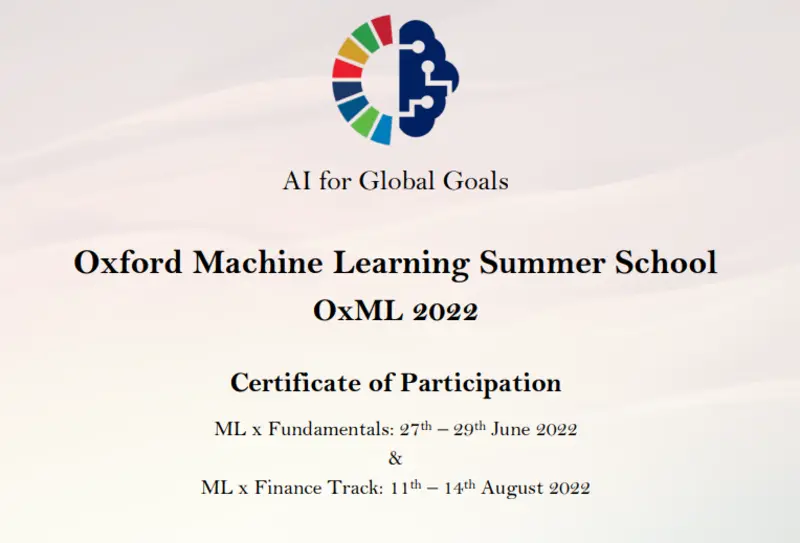 AI for Global Goals
Oxford Machine Learning Summer School
OxML 2022
Certificate of Participation
ML x Fundamentals: 27th – 29th June 2022
&
ML x Finance Track: 11th – 14th August 2022